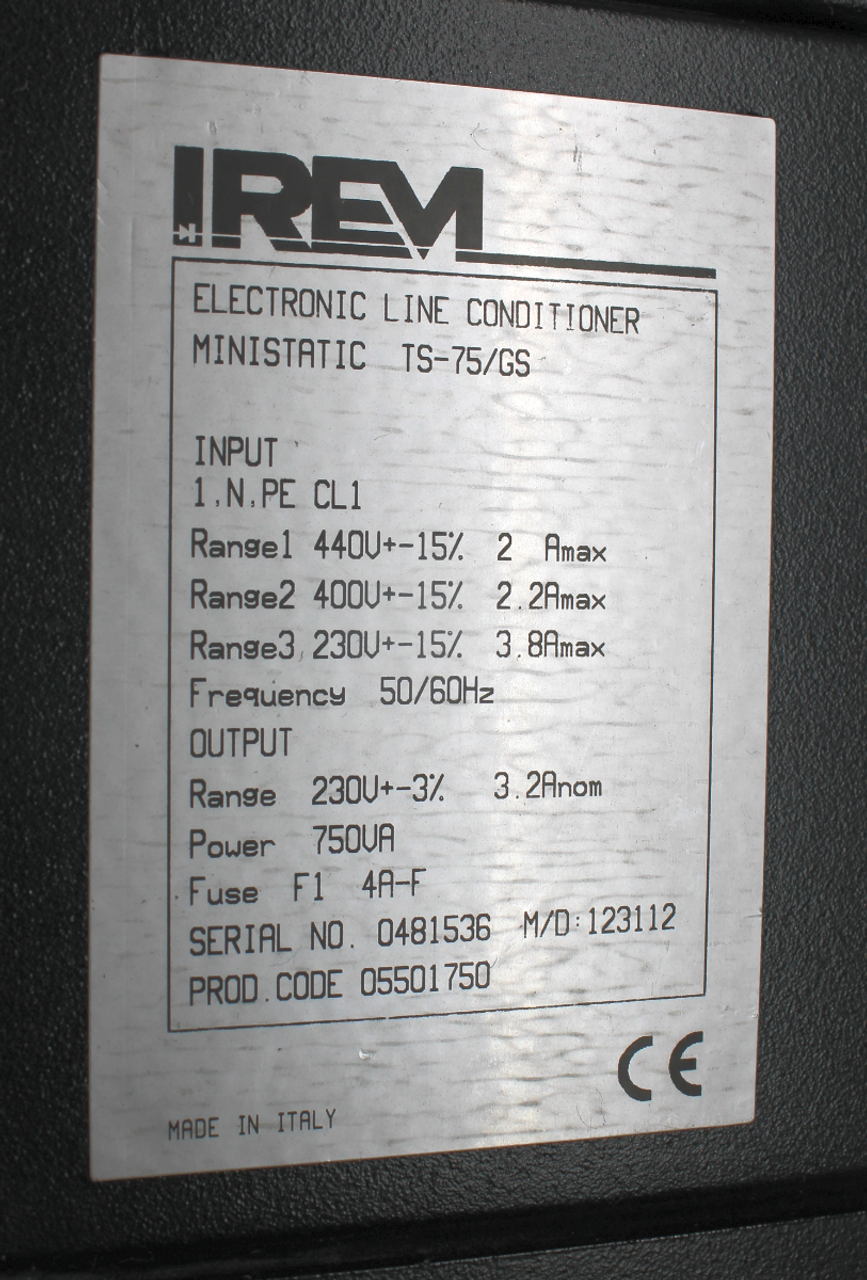 IREM
ELECTRONIC LINE CONDITIONER
MINISTATIC TS-75/GS
INPUT
1,N,PE CL1
Range1 440V+-15% 2 Amax
Range2 400V+-15% 2.2Amax
Range3 230V+-15% 3.8Amax
Frequency 50/60Hz
OUTPUT
Range 230V+-3% 3.2Anom
Power 750VA
Fuse F1 4A-F
SERIAL NO. 0481536 M/D:123112
PROD.CODE 05501750
CE
MADE IN ITALY